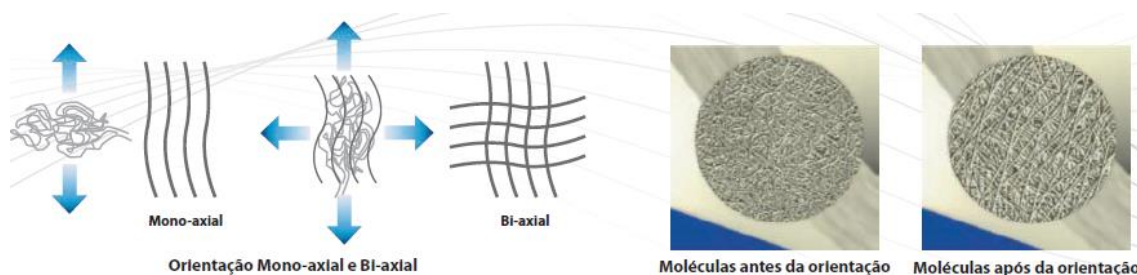 Mono-axial
Bi-axial
Orientação Mono-axial e Bi-axial
Moléculas antes da orientação
Moléculas após da orientação